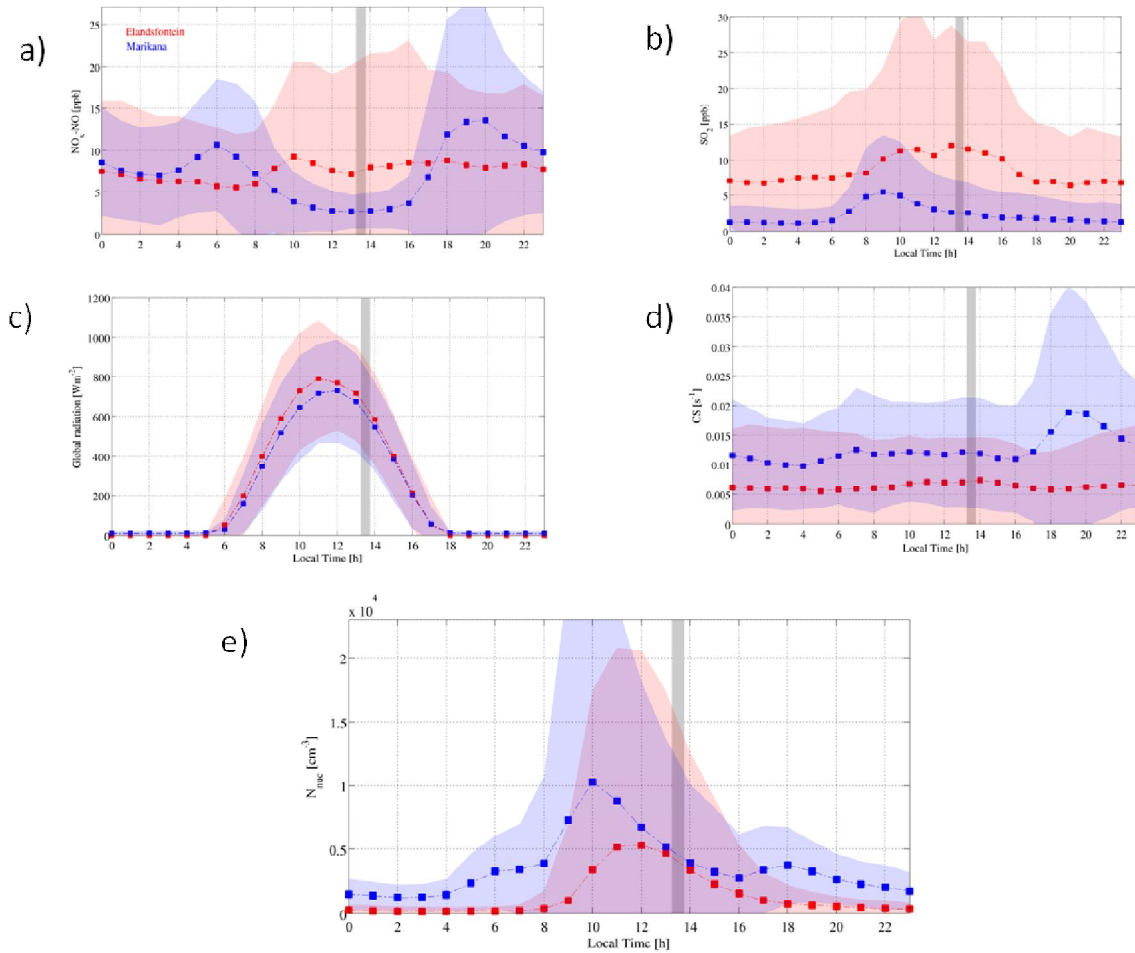 a)
Elandsfontein
Marikana
25
20
15
10
5
0
NOx-NO [ppb]
0 2 4 6 8 10 12 14 16 18 20 22
b)
30
25
20
15
10
5
0
SO2 [ppb]
0 2 4 6 8 10 12 14 16 18 20 22
Local Time [h]
c)
1200
1000
800
600
400
200
0
Global radiation [Wm-2]
0 2 4 6 8 10 12 14 16 18 20 22
Local Time [h]
d)
0.04
0.035
0.03
0.025
0.02
0.015
0.01
0.005
0
CS [s-1]
0 2 4 6 8 10 12 14 16 18 20 22
Local Time [h]
e)
x 10^4
2
1
0.5
0
Nnuc [cm-3]
0 2 4 6 8 10 12 14 16 18 20 22
Local Time [h]